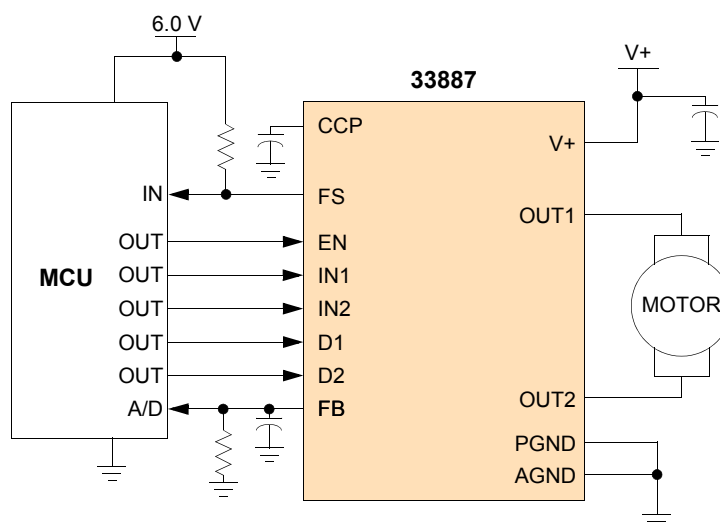 6.0 V
V+
33887
CCP
V+
IN
FS
OUT1
OUT
EN
MCU
OUT
IN1
OUT
IN2
MOTOR
OUT
D1
OUT
D2
A/D
FB
OUT2
PGND
AGND